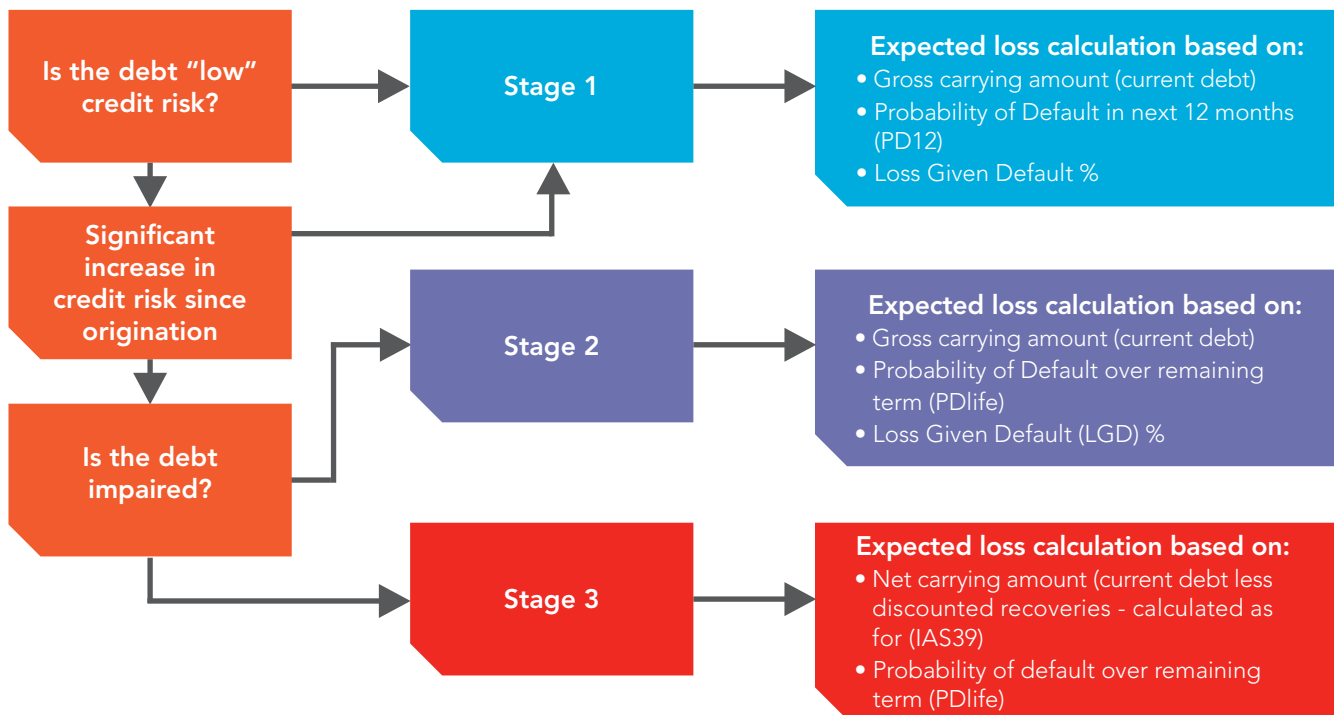 Is the debt “low”
credit risk?
Stage 1
Expected loss calculation based on:
• Gross carrying amount (current debt)
• Probability of Default in next 12 months
(PD12)
• Loss Given Default %
Significant
increase in
credit risk since
origination
Stage 2
Expected loss calculation based on:
• Gross carrying amount (current debt)
• Probability of Default over remaining
term (PDlife)
• Loss Given Default (LGD) %
Is the debt
impaired?
Stage 3
Expected loss calculation based on:
• Net carrying amount (current debt less
discounted recoveries - calculated as
for (IAS39)
• Probability of default over remaining
term (PDlife)